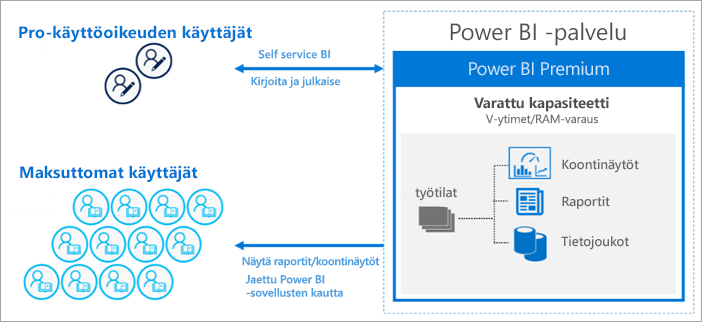 Pro-käyttöoikeuden käyttäjät
Self service BI
Kirjoita ja julkaise
Maksuttomat käyttäjät
Näytä raportit/koontinäytöt
Jaettu Power BI
-sovellusten kautta
Power BI -palvelu
Power BI Premium
Varattu kapasiteetti
V-ytimet/RAM-varaus
työtilat
Koontinäytöt
Raportit
Tietojoukot